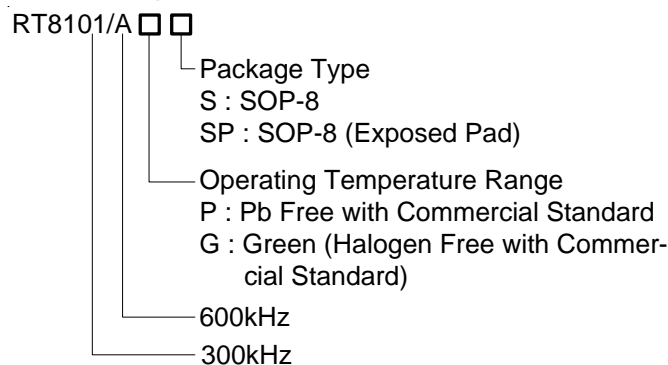 RT8101/A
Package Type
S : SOP-8
SP : SOP-8 (Exposed Pad)
Operating Temperature Range
P : Pb Free with Commercial Standard
G : Green (Halogen Free with Commer-
cial Standard)
600kHz
300kHz